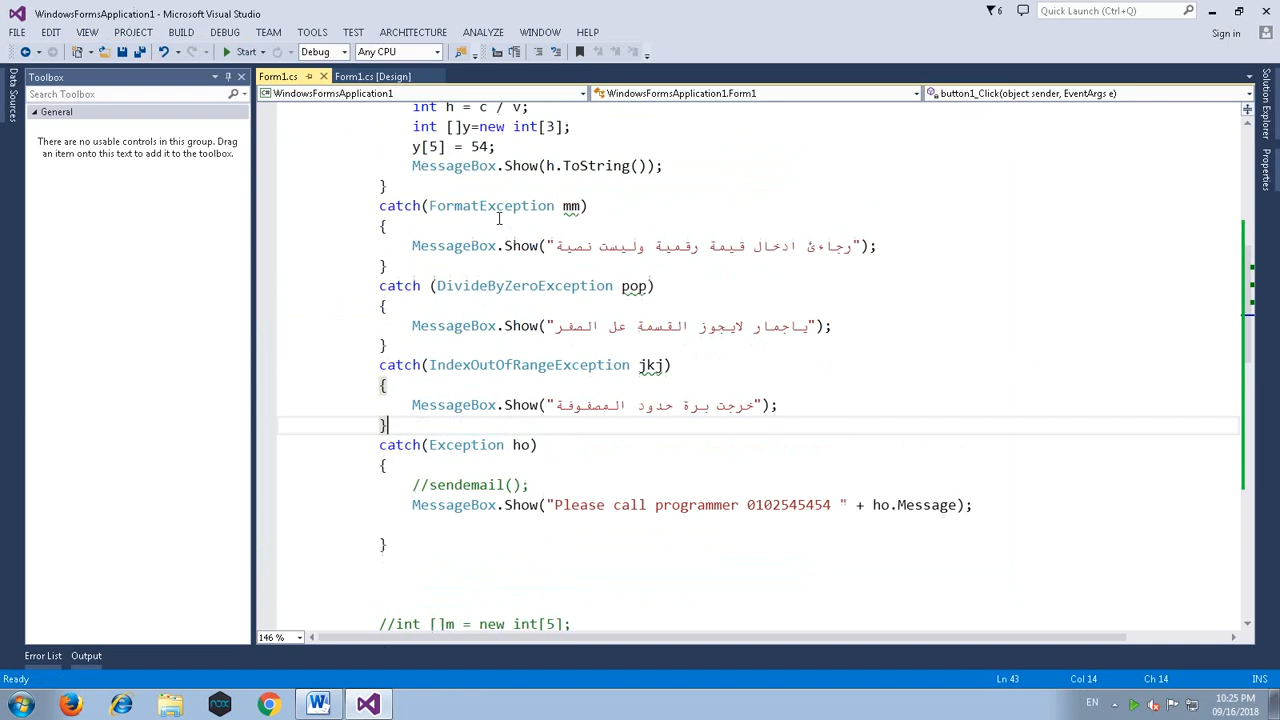 WindowsFormsApplication1 - Microsoft Visual Studio
6
Quick Launch (Ctrl+Q)
FILE EDIT VIEW PROJECT BUILD DEBUG TEAM TOOLS TEST ARCHITECTURE ANALYZE WINDOW HELP
Sign in
Start Debug Any CPU
Data Sources
Toolbox
Search Toolbox
General
There are no usable controls in this group. Drag
an item onto this text to add it to the toolbox.
Form1.cs Form1.cs [Design]
WindowsFormsApplication1 WindowsFormsApplication1.Form1 button1_Click(object sender, EventArgs e)
int h = c / v;
int []y=new int[3];
y[5] = 54;
MessageBox.Show(h.ToString());
}
catch(FormatException mm)
{
MessageBox.Show("رجاءئ ادخال قيمة رقمية وليست نصية");
}
catch (DivideByZeroException pop)
{
MessageBox.Show("ياجمار لايجوز القسمة عل الصفر");
}
catch(IndexOutOfRangeException jkj)
{
MessageBox.Show("خرجت برة حدود المصفوفة");
}
catch(Exception ho)
{
//sendemail();
MessageBox.Show("Please call programmer 0102545454 " + ho.Message);
}
//int []m = new int[5];
146 %
Solution Explorer
Properties
Error List Output
Ready Ln 43 Col 14 Ch 14 INS
EN
10:25 PM
09/16/2018